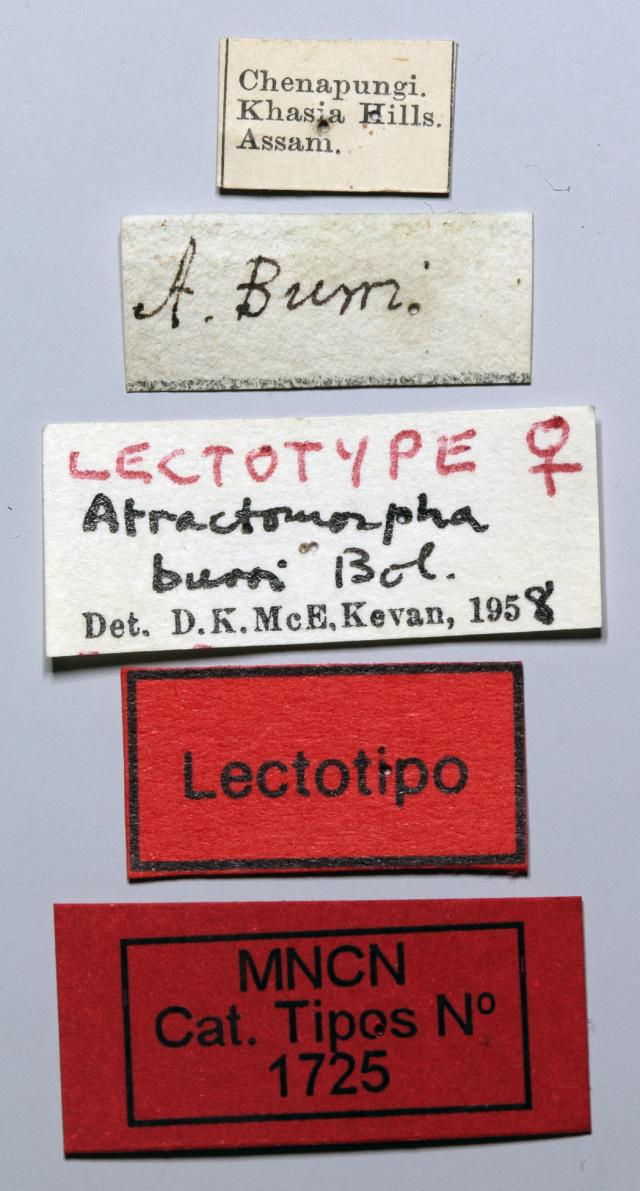 Chenapungi.
Khasia Hills.
Assam.
A. Burri.
LECTOTYPE ♀
Atractomorpha
burri Bol.
Det. D.K.McE.Kevan, 1958
Lectotipo
MNCN
Cat. Tipos Nº
1725